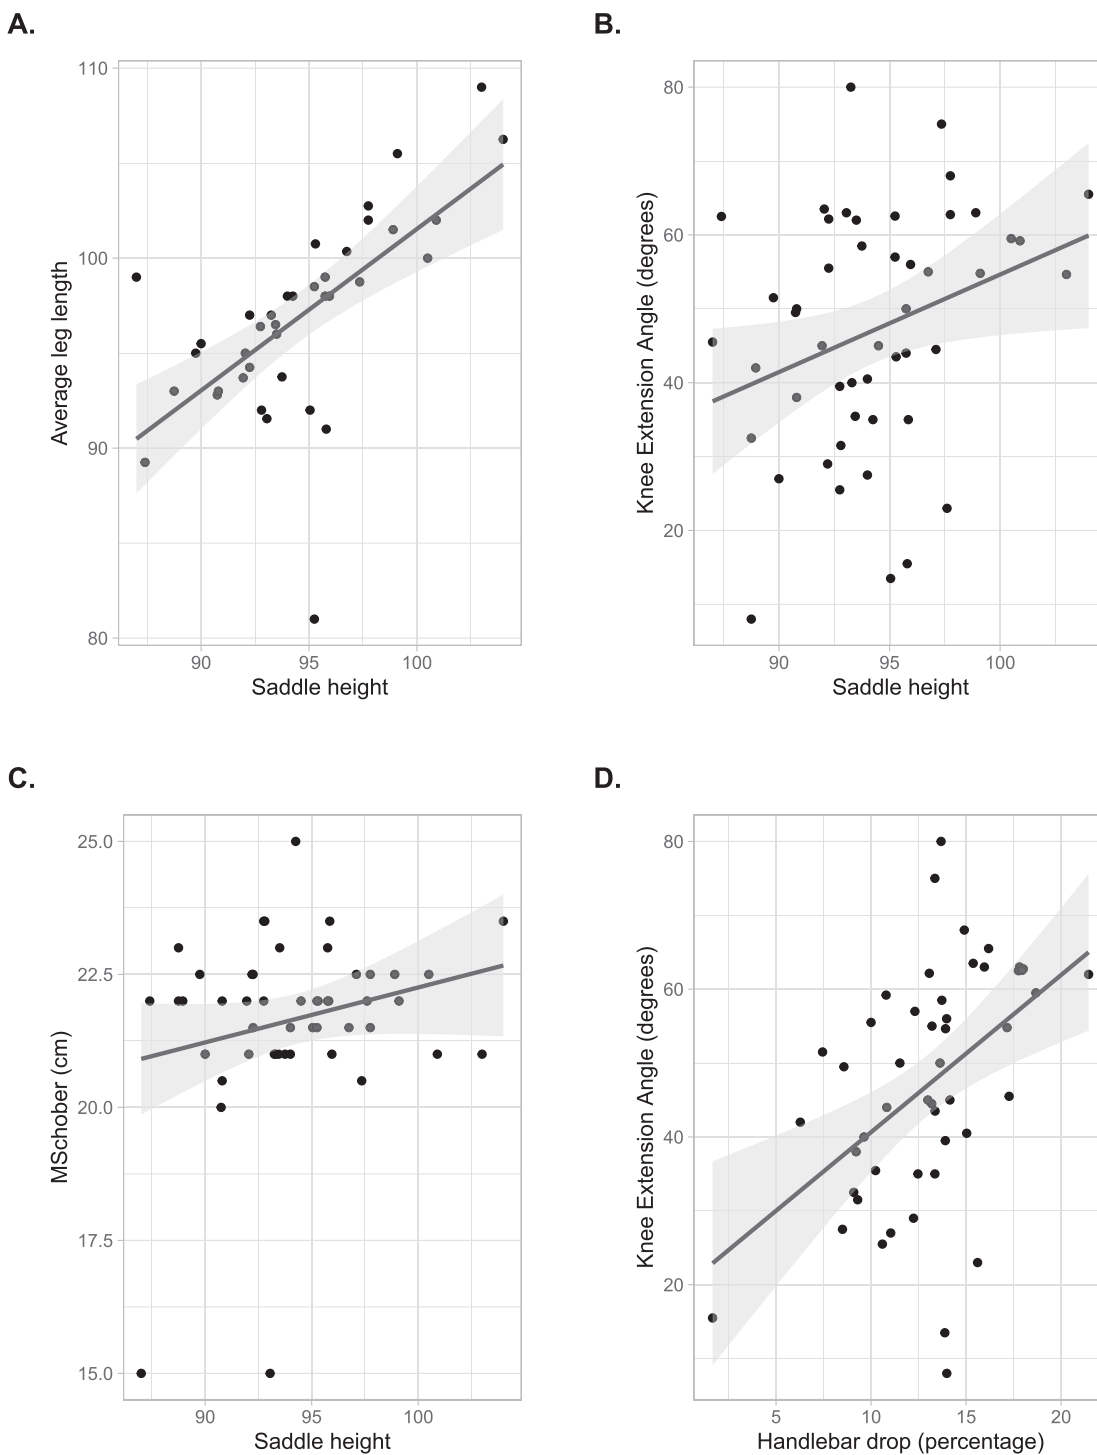 A.
B.
110
100
90
80
Average leg length
90 95 100
Saddle height
80
60
40
20
Knee Extension Angle (degrees)
90 95 100
Saddle height
C.
D.
25.0
22.5
20.0
17.5
15.0
MSchober (cm)
90 95 100
Saddle height
80
60
40
20
Knee Extension Angle (degrees)
5 10 15 20
Handlebar drop (percentage)